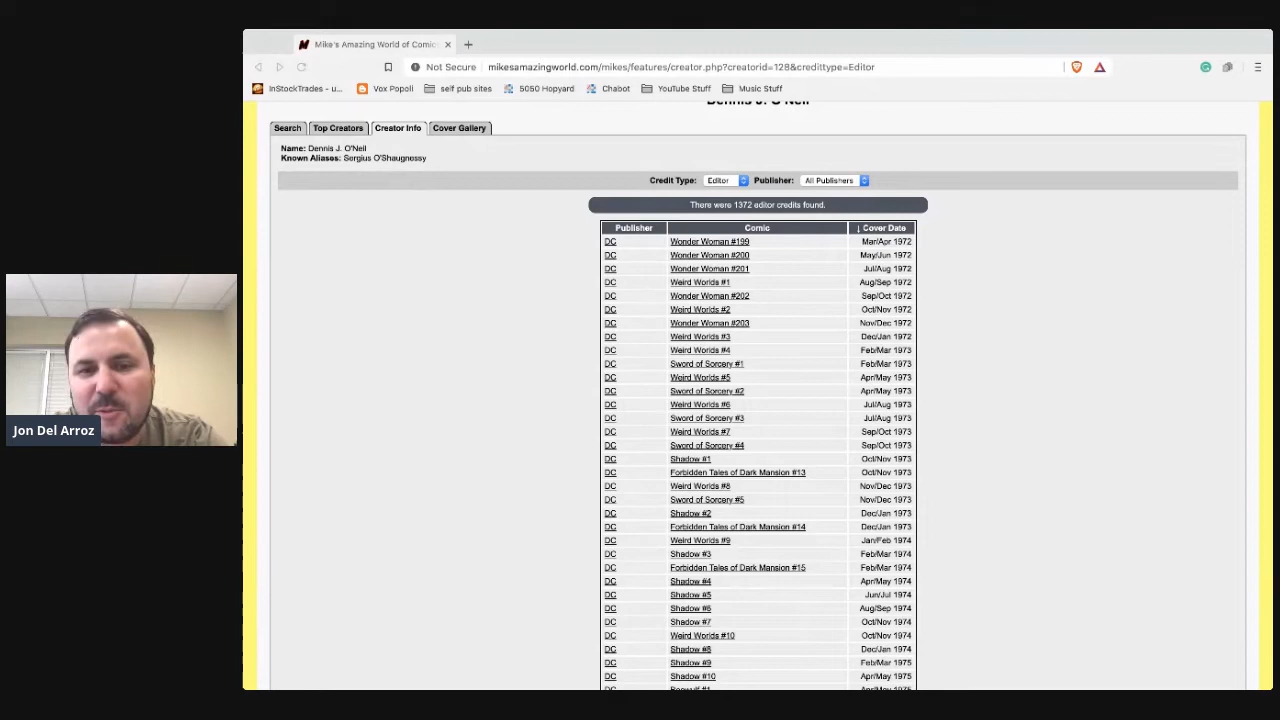 Mike's Amazing World of Comic
Not Secure mikesamazingworld.com/mikes/features/creator.php?creatorid=128&credittype=Editor
InStockTrades - u... Vox Popoli self pub sites 5050 Hopyard Chabot YouTube Stuff Music Stuff
Dennis J. O'Neil
Search Top Creators Creator Info Cover Gallery
Name: Dennis J. O'Neil
Known Aliases: Sergius O'Shaugnessy
Credit Type: Editor Publisher: All Publishers
There were 1372 editor credits found.
Publisher Comic ↓ Cover Date
DC Wonder Woman #199 Mar/Apr 1972
DC Wonder Woman #200 May/Jun 1972
DC Wonder Woman #201 Jul/Aug 1972
DC Weird Worlds #1 Aug/Sep 1972
DC Wonder Woman #202 Sep/Oct 1972
DC Weird Worlds #2 Oct/Nov 1972
DC Wonder Woman #203 Nov/Dec 1972
DC Weird Worlds #3 Dec/Jan 1972
DC Weird Worlds #4 Feb/Mar 1973
DC Sword of Sorcery #1 Feb/Mar 1973
DC Weird Worlds #5 Apr/May 1973
DC Sword of Sorcery #2 Apr/May 1973
DC Weird Worlds #6 Jul/Aug 1973
DC Sword of Sorcery #3 Jul/Aug 1973
DC Weird Worlds #7 Sep/Oct 1973
DC Sword of Sorcery #4 Sep/Oct 1973
DC Shadow #1 Oct/Nov 1973
DC Forbidden Tales of Dark Mansion #13 Oct/Nov 1973
DC Weird Worlds #8 Nov/Dec 1973
DC Sword of Sorcery #5 Nov/Dec 1973
DC Shadow #2 Dec/Jan 1973
DC Forbidden Tales of Dark Mansion #14 Dec/Jan 1973
DC Weird Worlds #9 Jan/Feb 1974
DC Shadow #3 Feb/Mar 1974
DC Forbidden Tales of Dark Mansion #15 Feb/Mar 1974
DC Shadow #4 Apr/May 1974
DC Shadow #5 Jun/Jul 1974
DC Shadow #6 Aug/Sep 1974
DC Shadow #7 Oct/Nov 1974
DC Weird Worlds #10 Oct/Nov 1974
DC Shadow #8 Dec/Jan 1974
DC Shadow #9 Feb/Mar 1975
DC Shadow #10 Apr/May 1975
DC Beowulf #1 Apr/May 1975
Jon Del Arroz